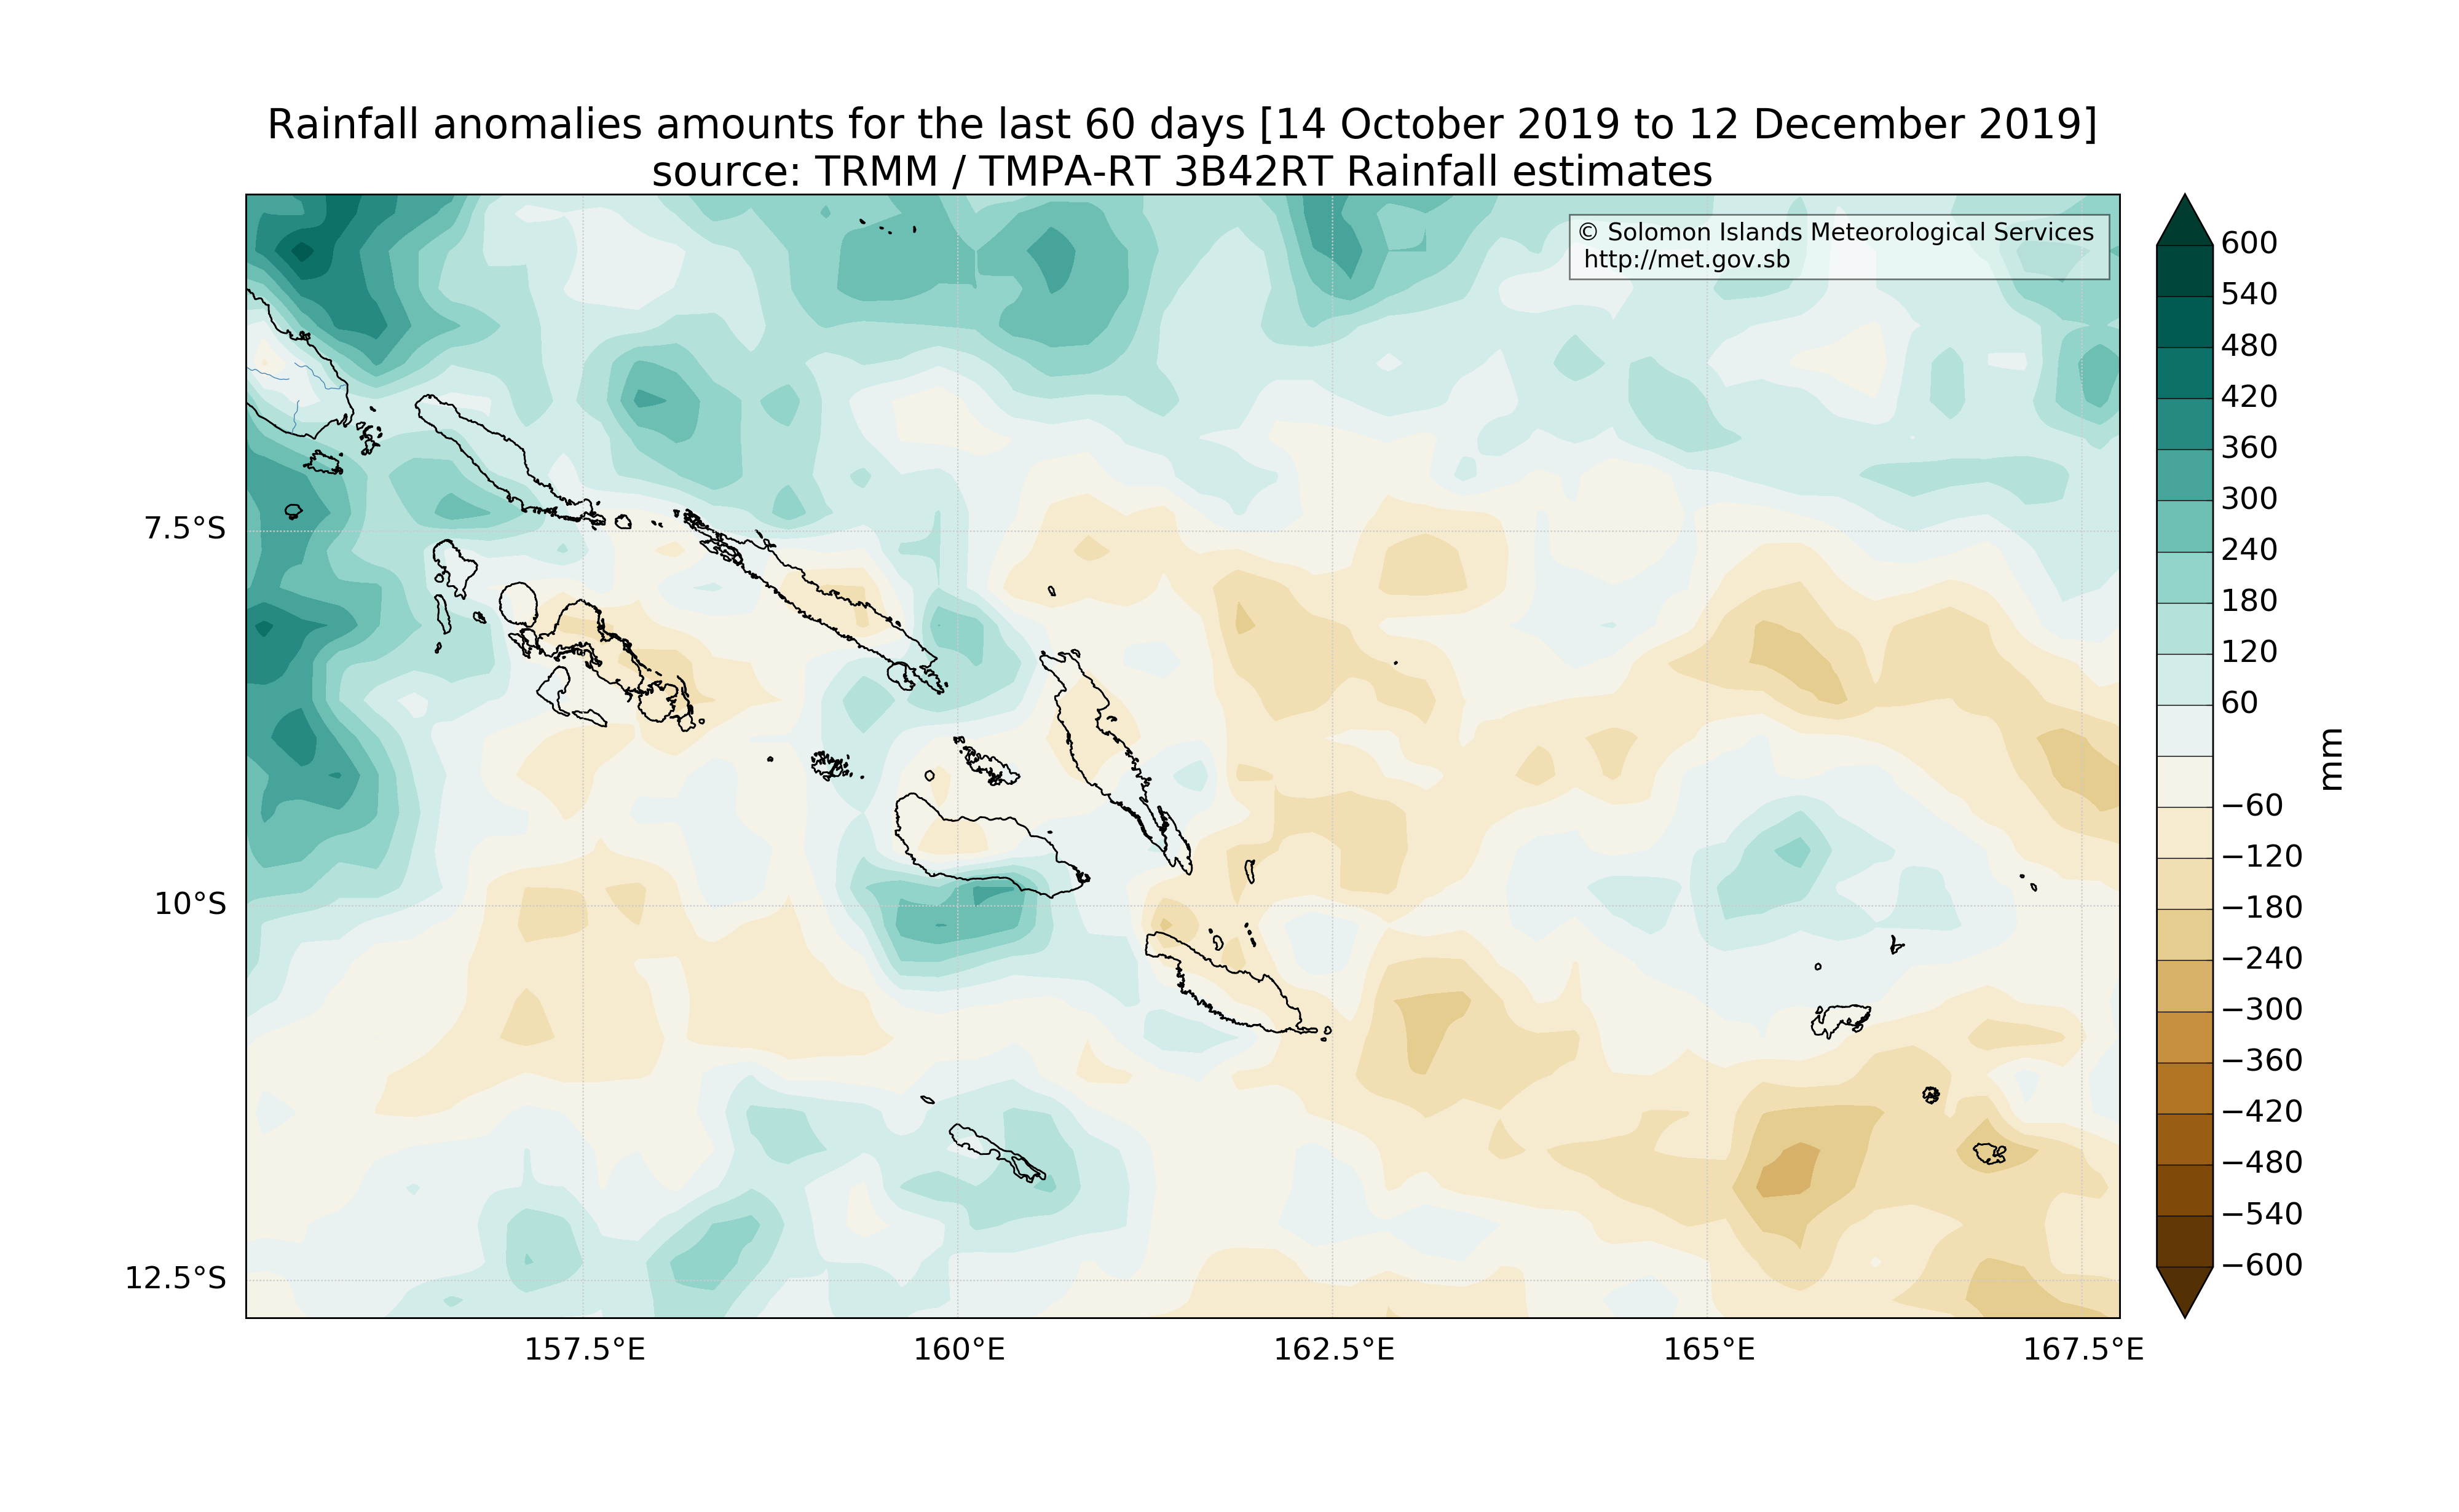 Rainfall anomalies amounts for the last 60 days [14 October 2019 to 12 December 2019]
source: TRMM / TMPA-RT 3B42RT Rainfall estimates
© Solomon Islands Meteorological Services
http://met.gov.sb
7.5°S
10°S
12.5°S
157.5°E
160°E
162.5°E
165°E
167.5°E
600
540
480
420
360
300
240
180
120
60
−60
−120
−180
−240
−300
−360
−420
−480
−540
−600
mm